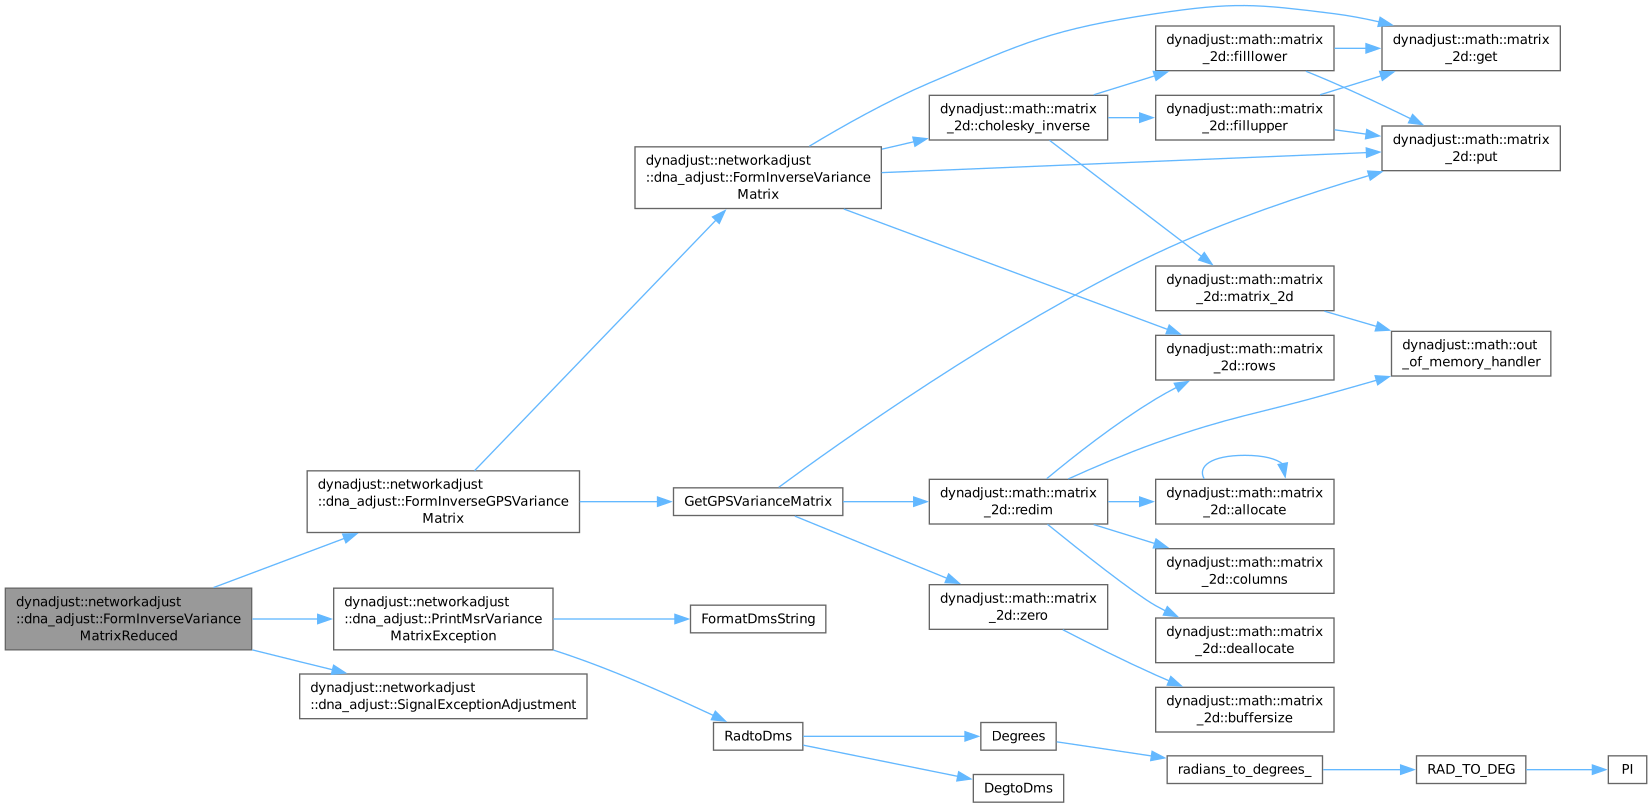 dynadjust::networkadjust
::dna_adjust::FormInverseVariance
MatrixReduced
dynadjust::networkadjust
::dna_adjust::FormInverseGPSVariance
Matrix
dynadjust::networkadjust
::dna_adjust::PrintMsrVariance
MatrixException
dynadjust::networkadjust
::dna_adjust::SignalExceptionAdjustment
dynadjust::networkadjust
::dna_adjust::FormInverseVariance
Matrix
GetGPSVarianceMatrix
FormatDmsString
RadtoDms
dynadjust::math::matrix
_2d::cholesky_inverse
dynadjust::math::matrix
_2d::redim
dynadjust::math::matrix
_2d::zero
Degrees
DegtoDms
dynadjust::math::matrix
_2d::filllower
dynadjust::math::matrix
_2d::fillupper
dynadjust::math::matrix
_2d::matrix_2d
dynadjust::math::matrix
_2d::rows
dynadjust::math::matrix
_2d::allocate
dynadjust::math::matrix
_2d::columns
dynadjust::math::matrix
_2d::deallocate
dynadjust::math::matrix
_2d::buffersize
radians_to_degrees_
dynadjust::math::matrix
_2d::get
dynadjust::math::matrix
_2d::put
dynadjust::math::out
_of_memory_handler
RAD_TO_DEG
PI